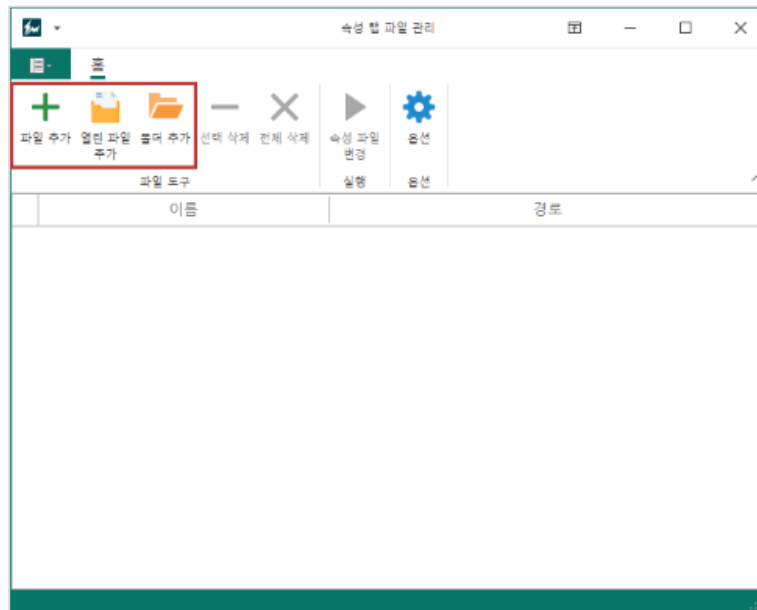 속성 탭 파일 관리
홈
파일 추가 열린 파일 추가 폴더 추가 선택 삭제 전체 삭제 속성 파일 변경 옵션
파일 도구 실행 옵션
이름 경로